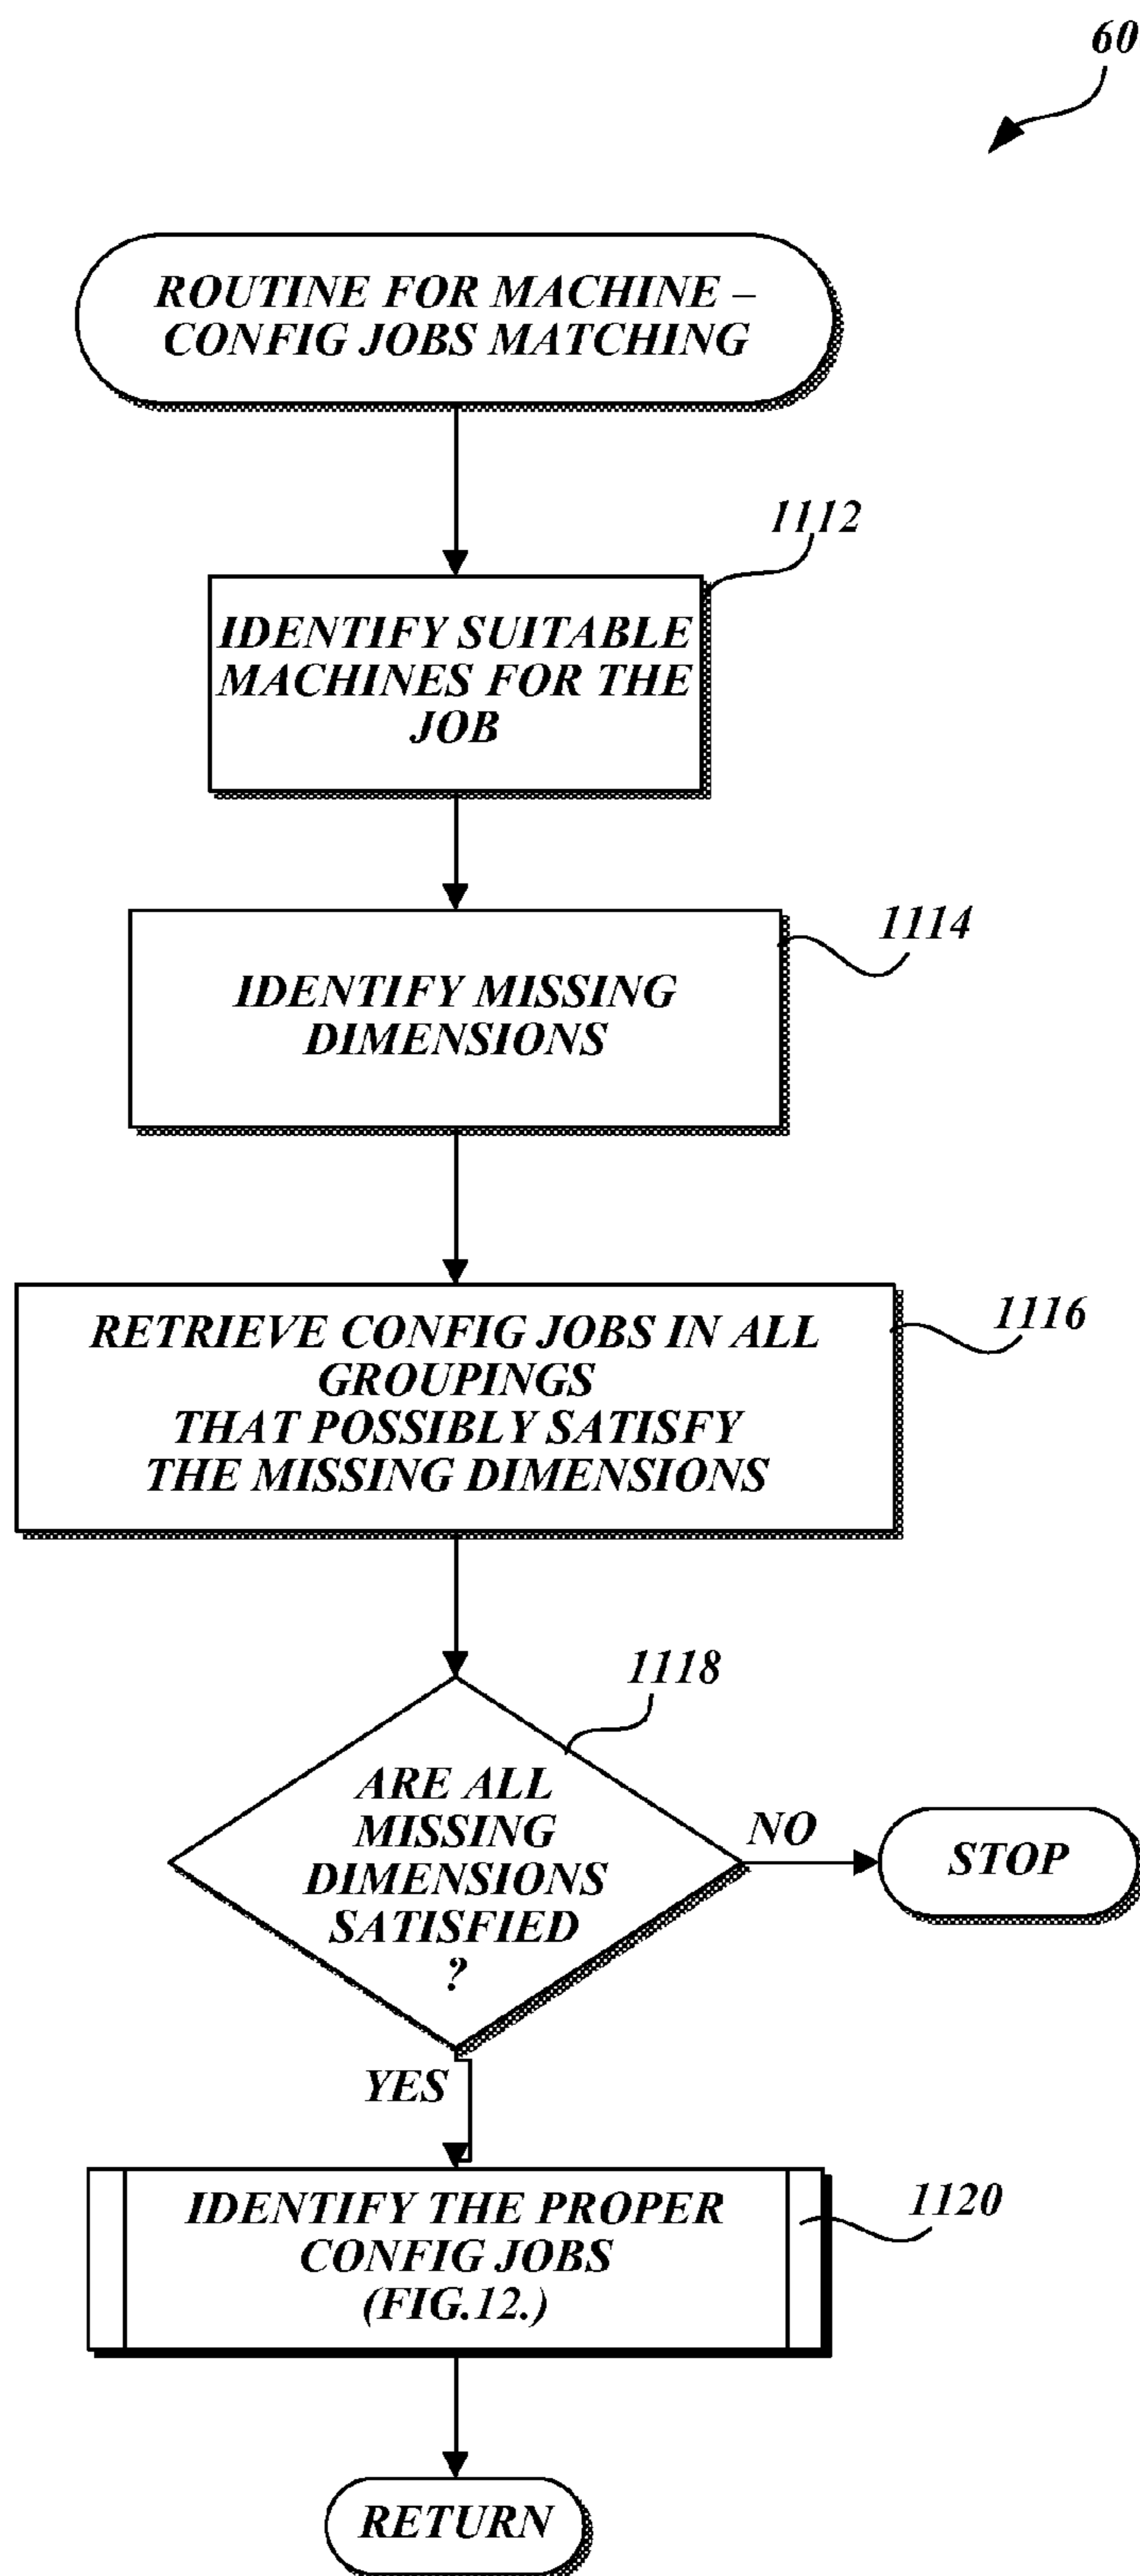 60
ROUTINE FOR MACHINE –
CONFIG JOBS MATCHING
1112
IDENTIFY SUITABLE
MACHINES FOR THE
JOB
1114
IDENTIFY MISSING
DIMENSIONS
1116
RETRIEVE CONFIG JOBS IN ALL
GROUPINGS
THAT POSSIBLY SATISFY
THE MISSING DIMENSIONS
1118
ARE ALL
MISSING
DIMENSIONS
SATISFIED
?
NO
STOP
YES
1120
IDENTIFY THE PROPER
CONFIG JOBS
(FIG.12.)
RETURN